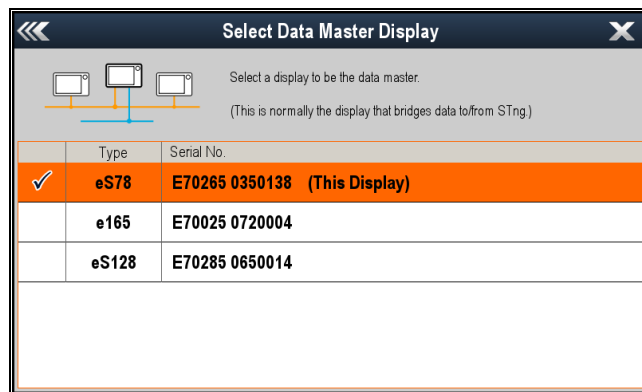 Select Data Master Display
Select a display to be the data master.
(This is normally the display that bridges data to/from STng.)
Type Serial No.
eS78 E70265 0350138 (This Display)
e165 E70025 0720004
eS128 E70285 0650014